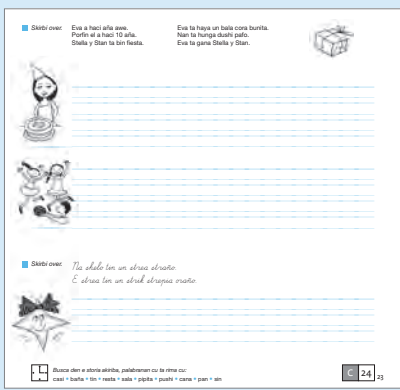 Skirbi over.
Eva a haci aña awe.
Porfin el a haci 10 aña.
Stella y Stan ta bin fiesta.
Eva ta haya un bala cora bunita.
Nan ta hunga dushi pafo.
Eva ta gana Stella y Stan.
Skirbi over.
Na shelo tin un strea straño.
E strea tin un strik strepea oraño.
Busca den e storia skiriba, palabranan cu ta rima cu:
casi • baña • tin • resta • sala • pipita • pushi • cana • pan • sin
C 24
23